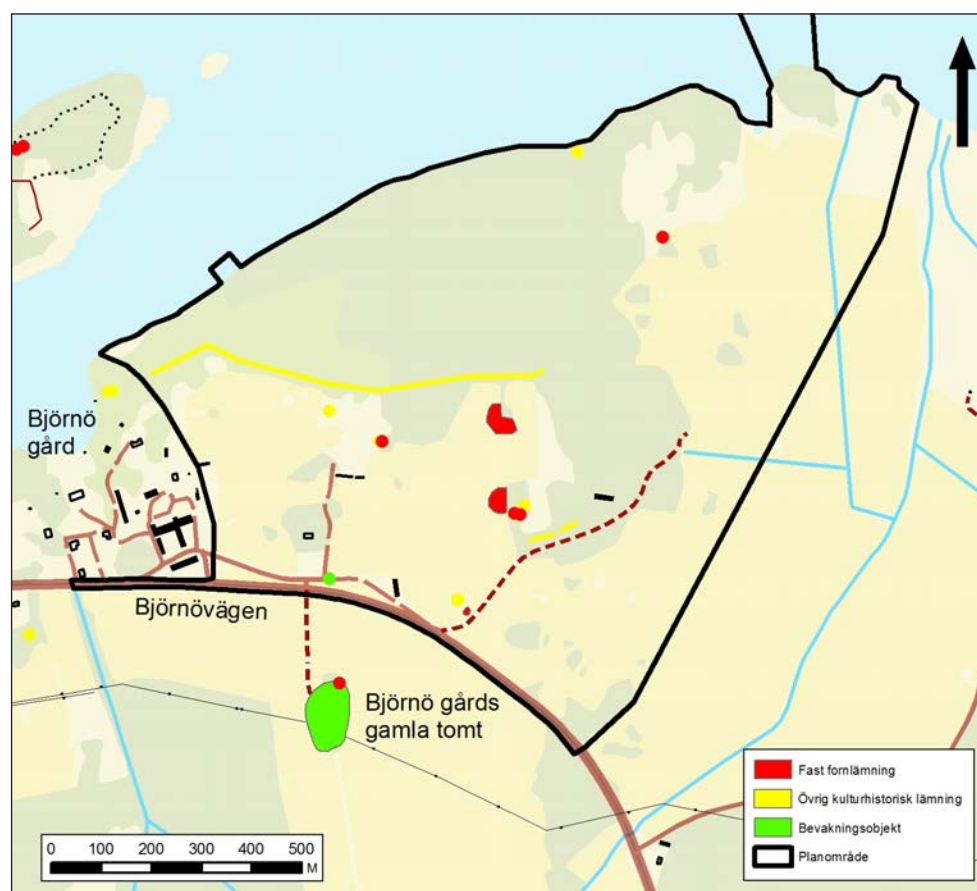 Björnö
gård
Björnövägen
Björnö gårds
gamla tomt
Fast fornlämning
Övrig kulturhistorisk lämning
Bevakningsobjekt
Planområde
0 100 200 300 400 500
M